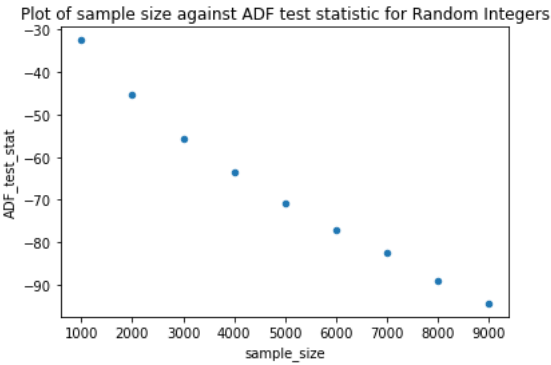 Plot of sample size against ADF test statistic for Random Integers
−30
−40
−50
−60
−70
−80
−90
ADF_test_stat
1000 2000 3000 4000 5000 6000 7000 8000 9000
sample_size